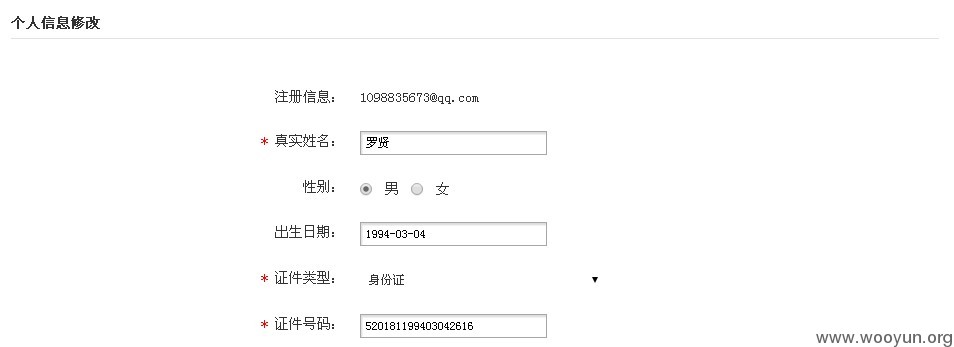 个人信息修改
注册信息： 1098835673@qq.com
* 真实姓名： 罗贤
性别： 男 女
出生日期： 1994-03-04
* 证件类型： 身份证 ▼
* 证件号码： 520181199403042616
www.wooyun.org